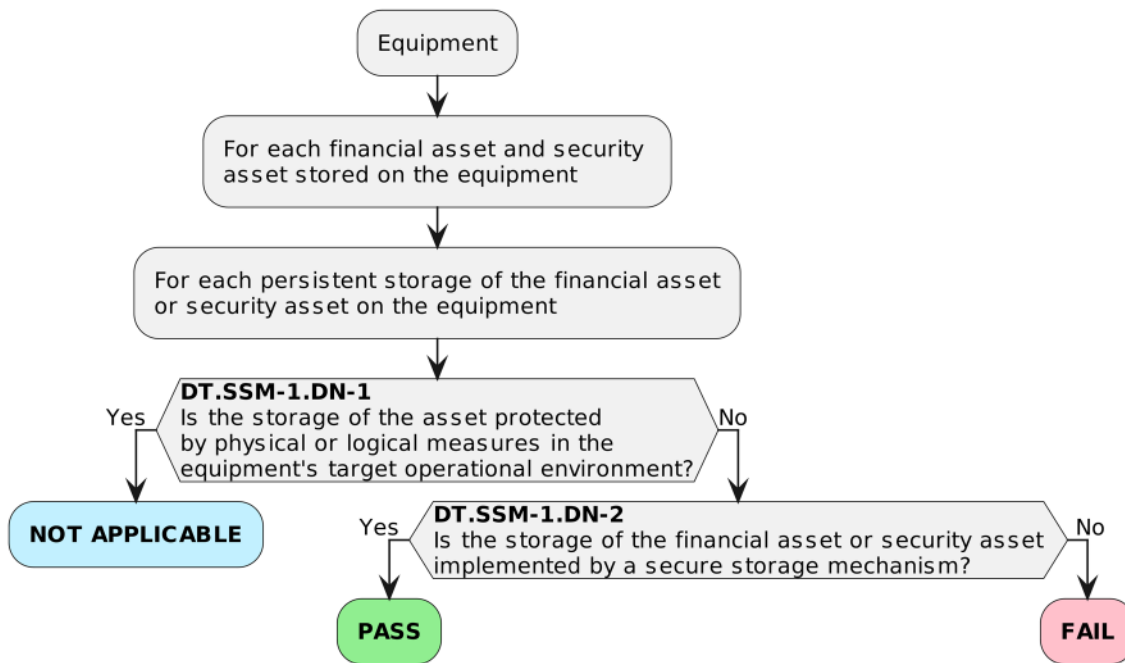 Equipment
For each financial asset and security
asset stored on the equipment
For each persistent storage of the financial asset
or security asset on the equipment
DT.SSM-1.DN-1
Yes
Is the storage of the asset protected
No
by physical or logical measures in the
equipment's target operational environment?
NOT APPLICABLE
DT.SSM-1.DN-2
Yes
Is the storage of the financial asset or security asset
No
implemented by a secure storage mechanism?
PASS
FAIL